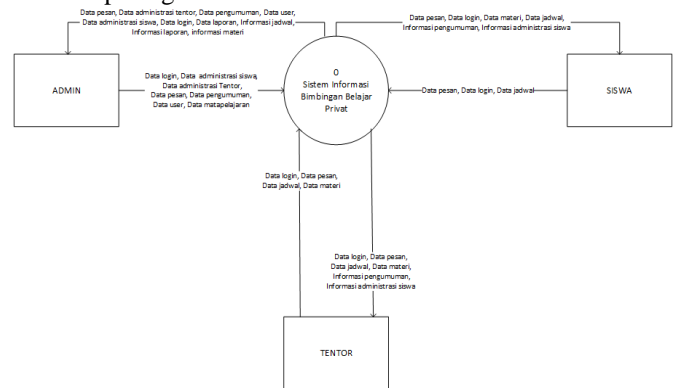 Data pesan, Data administrasi tentor, Data pengumuman, Data user,
Data administrasi siswa, Data login, Data laporan, Informasi jadwal,
Informasi laporan, informasi materi
Data pesan, Data login, Data materi, Data jadwal,
Informasi pengumuman, Informasi administrasi siswa
ADMIN
Data login, Data administrasi siswa,
Data administrasi Tentor,
Data pesan, Data pengumuman,
Data user, Data matapelajaran
0
Sistem Informasi
Bimbingan Belajar
Privat
Data pesan, Data login, Data jadwal
SISWA
Data login, Data pesan,
Data jadwal, Data materi
Data login, Data pesan,
Data jadwal, Data materi,
Informasi pengumuman,
Informasi administrasi siswa
TENTOR